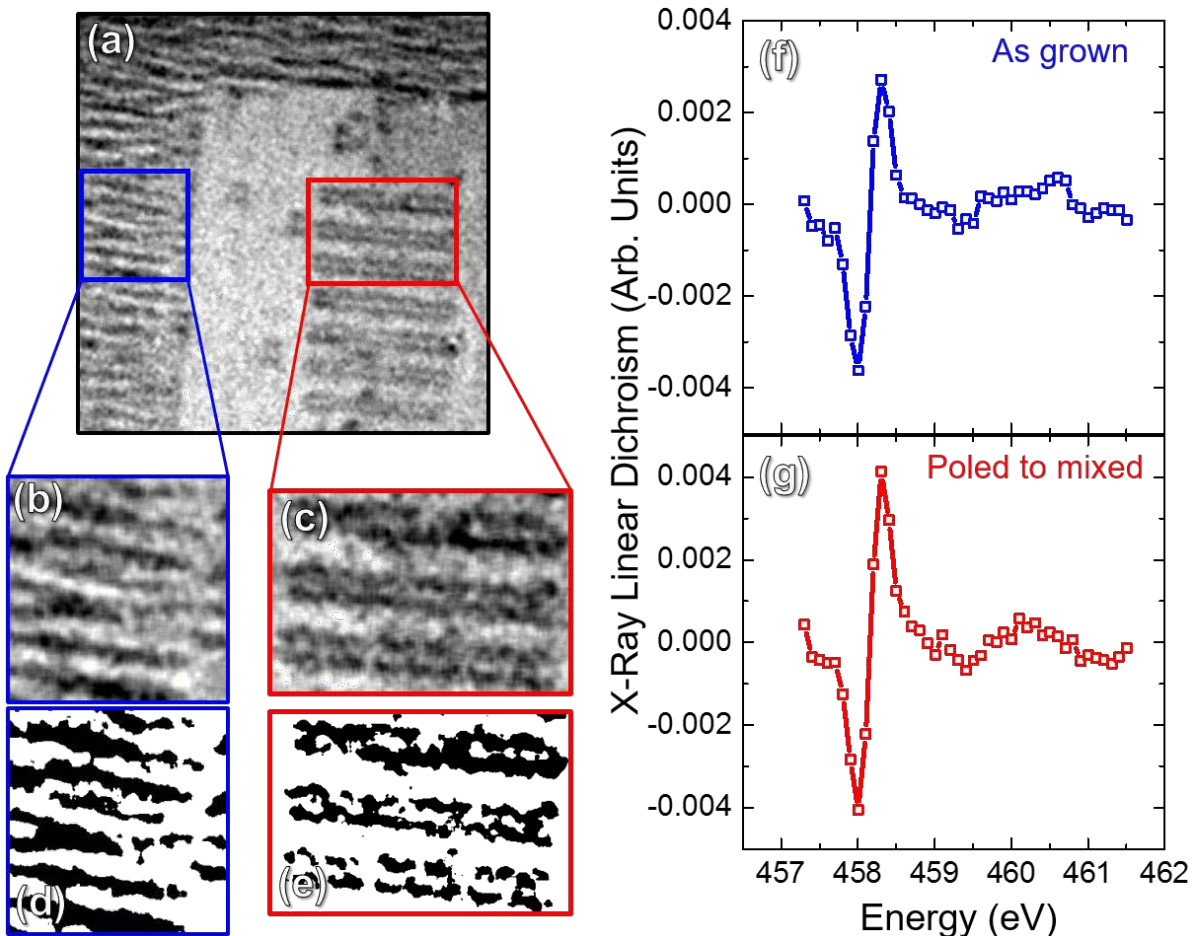 (a)
(b)
(c)
(d)
(e)
X-Ray Linear Dichroism (Arb. Units)
0.004
0.002
0.000
-0.002
-0.004
(f)
As grown
0.004
0.002
0.000
-0.002
-0.004
(g)
Poled to mixed
457 458 459 460 461 462
Energy (eV)